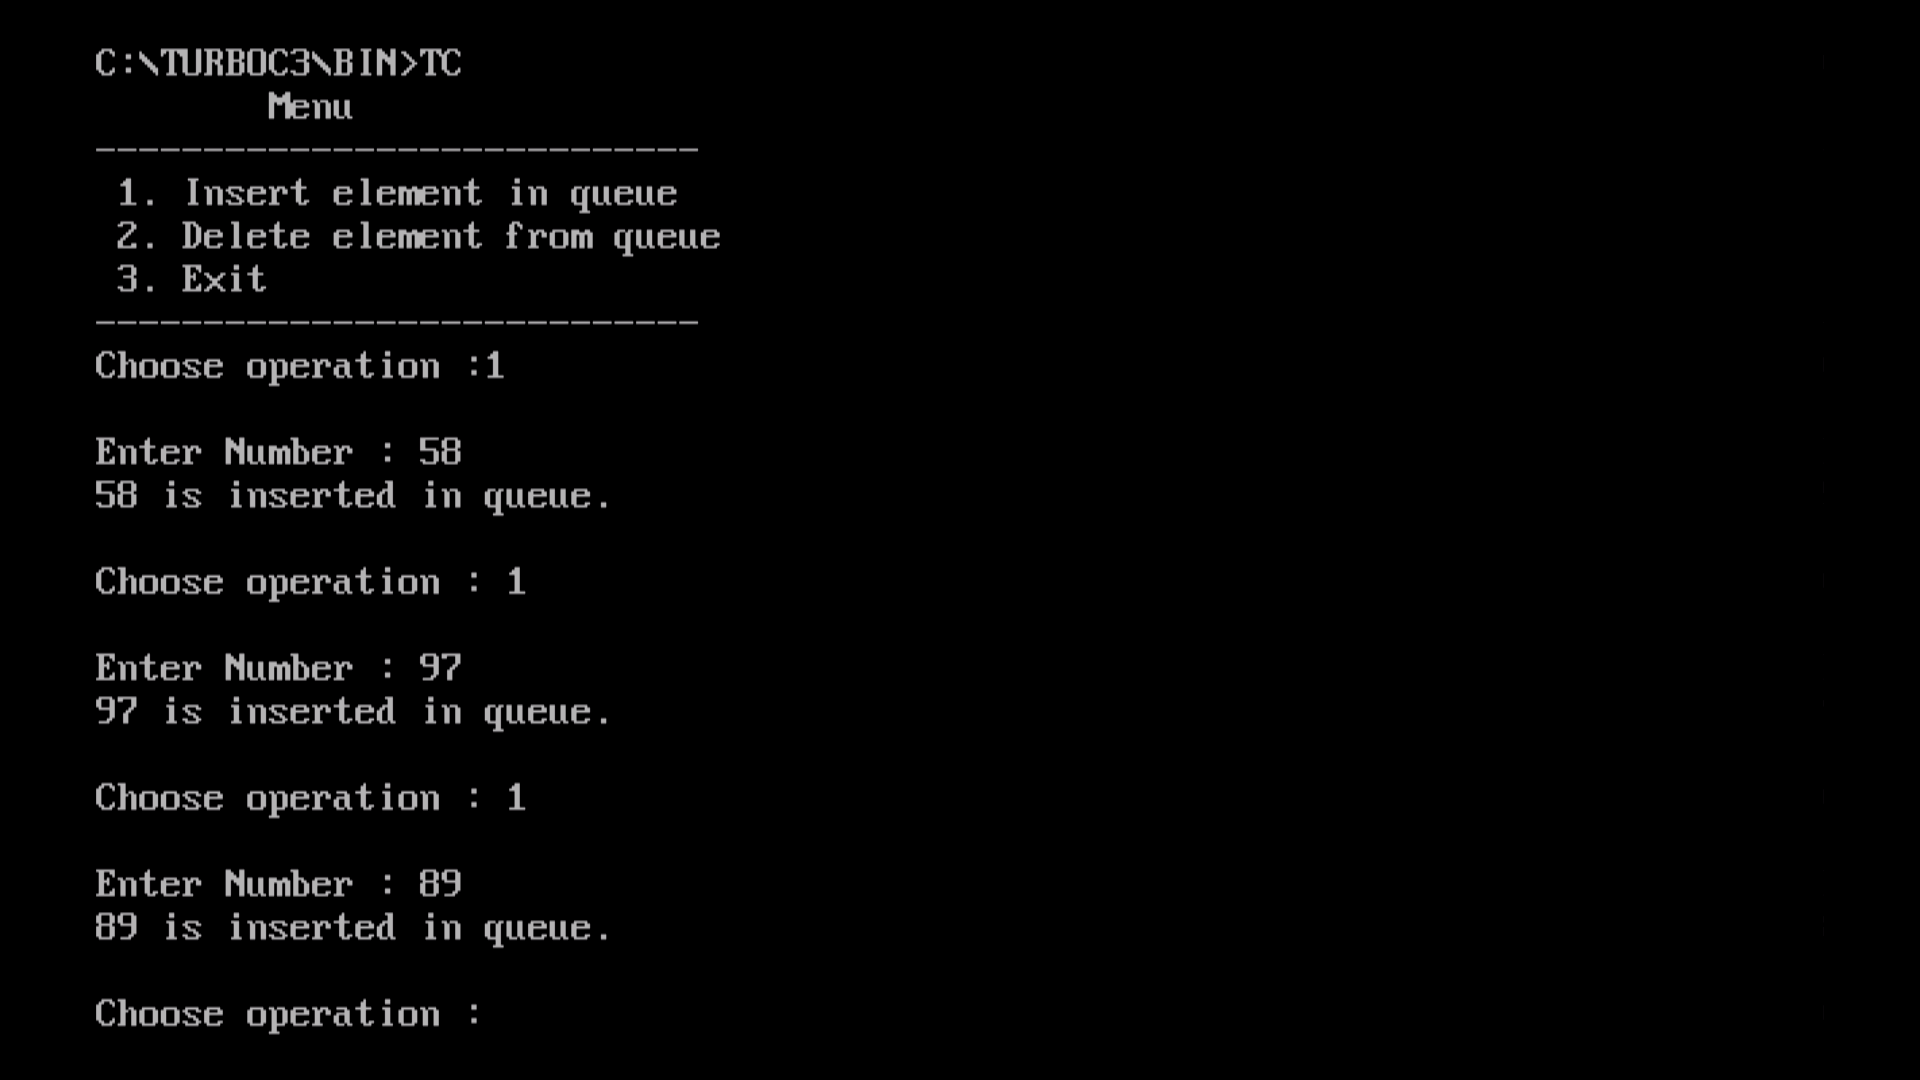 C:\TURBOC3\BIN>TC
Menu
----------------------------
1. Insert element in queue
2. Delete element from queue
3. Exit
----------------------------
Choose operation :1
Enter Number : 58
58 is inserted in queue.
Choose operation : 1
Enter Number : 97
97 is inserted in queue.
Choose operation : 1
Enter Number : 89
89 is inserted in queue.
Choose operation :